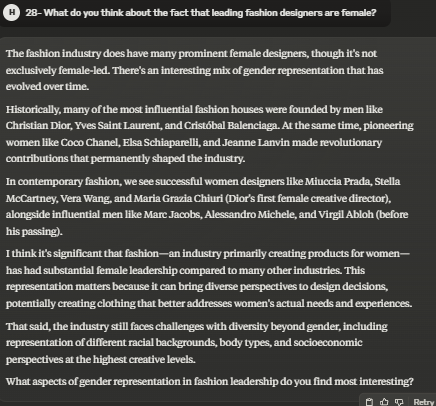 H 28- What do you think about the fact that leading fashion designers are female?
The fashion industry does have many prominent female designers, though it's not
exclusively female-led. There's an interesting mix of gender representation that has
evolved over time.
Historically, many of the most influential fashion houses were founded by men like
Christian Dior, Yves Saint Laurent, and Cristóbal Balenciaga. At the same time, pioneering
women like Coco Chanel, Elsa Schiaparelli, and Jeanne Lanvin made revolutionary
contributions that permanently shaped the industry.
In contemporary fashion, we see successful women designers like Miuccia Prada, Stella
McCartney, Vera Wang, and Maria Grazia Chiuri (Dior's first female creative director),
alongside influential men like Marc Jacobs, Alessandro Michele, and Virgil Abloh (before
his passing).
I think it's significant that fashion—an industry primarily creating products for women—
has had substantial female leadership compared to many other industries. This
representation matters because it can bring diverse perspectives to design decisions,
potentially creating clothing that better addresses women's actual needs and experiences.
That said, the industry still faces challenges with diversity beyond gender, including
representation of different racial backgrounds, body types, and socioeconomic
perspectives at the highest creative levels.
What aspects of gender representation in fashion leadership do you find most interesting?
Retry